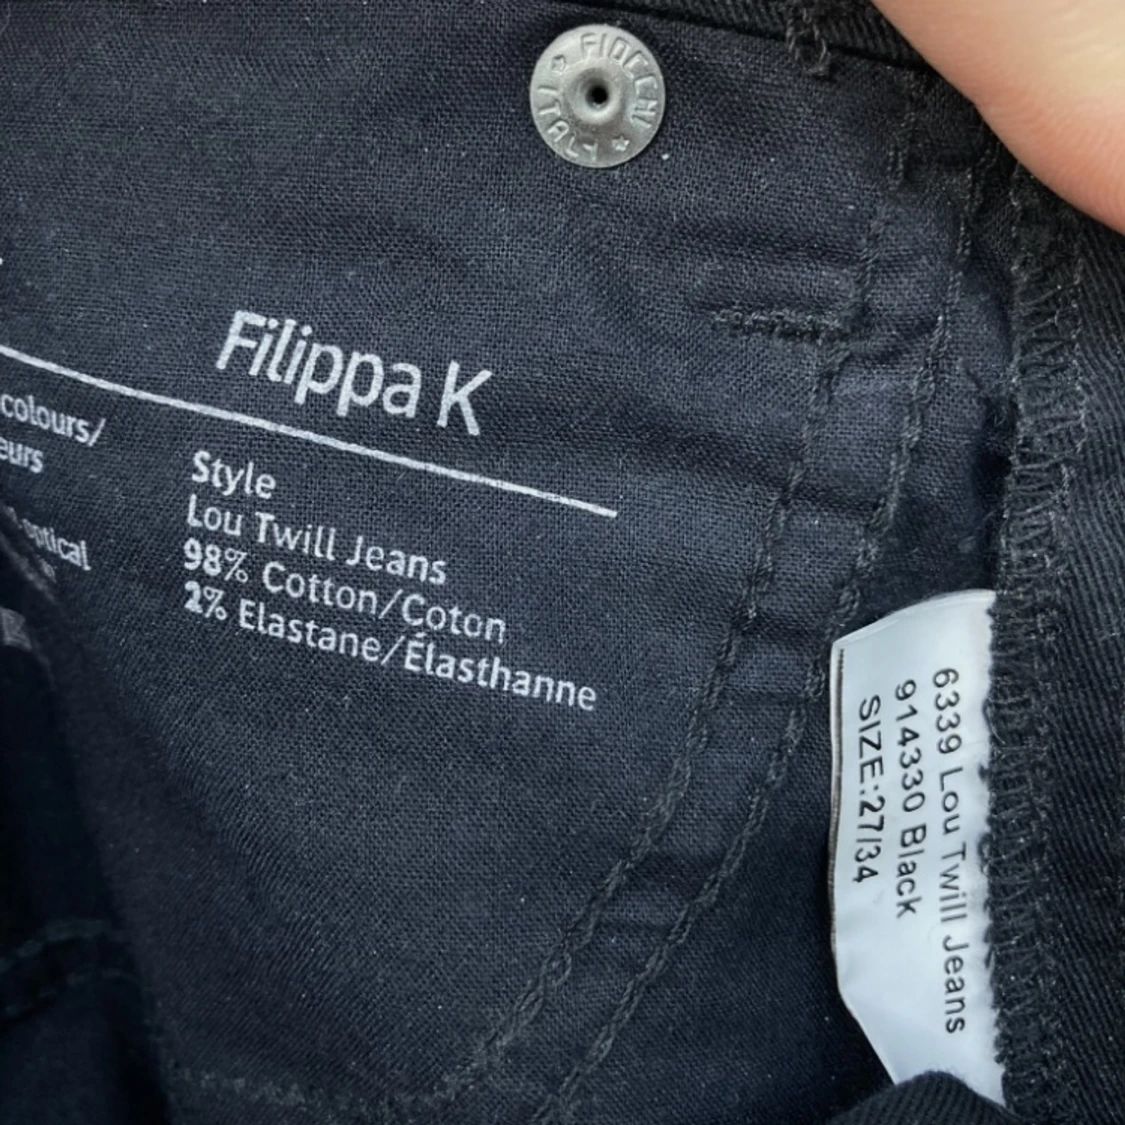 FIOCCHI
ITALY
Filippa K
colours/
eurs
optical
Style
Lou Twill Jeans
98% Cotton/Coton
2% Elastane/Élasthanne
6339 Lou Twill Jeans
914330 Black
SIZE:27/34